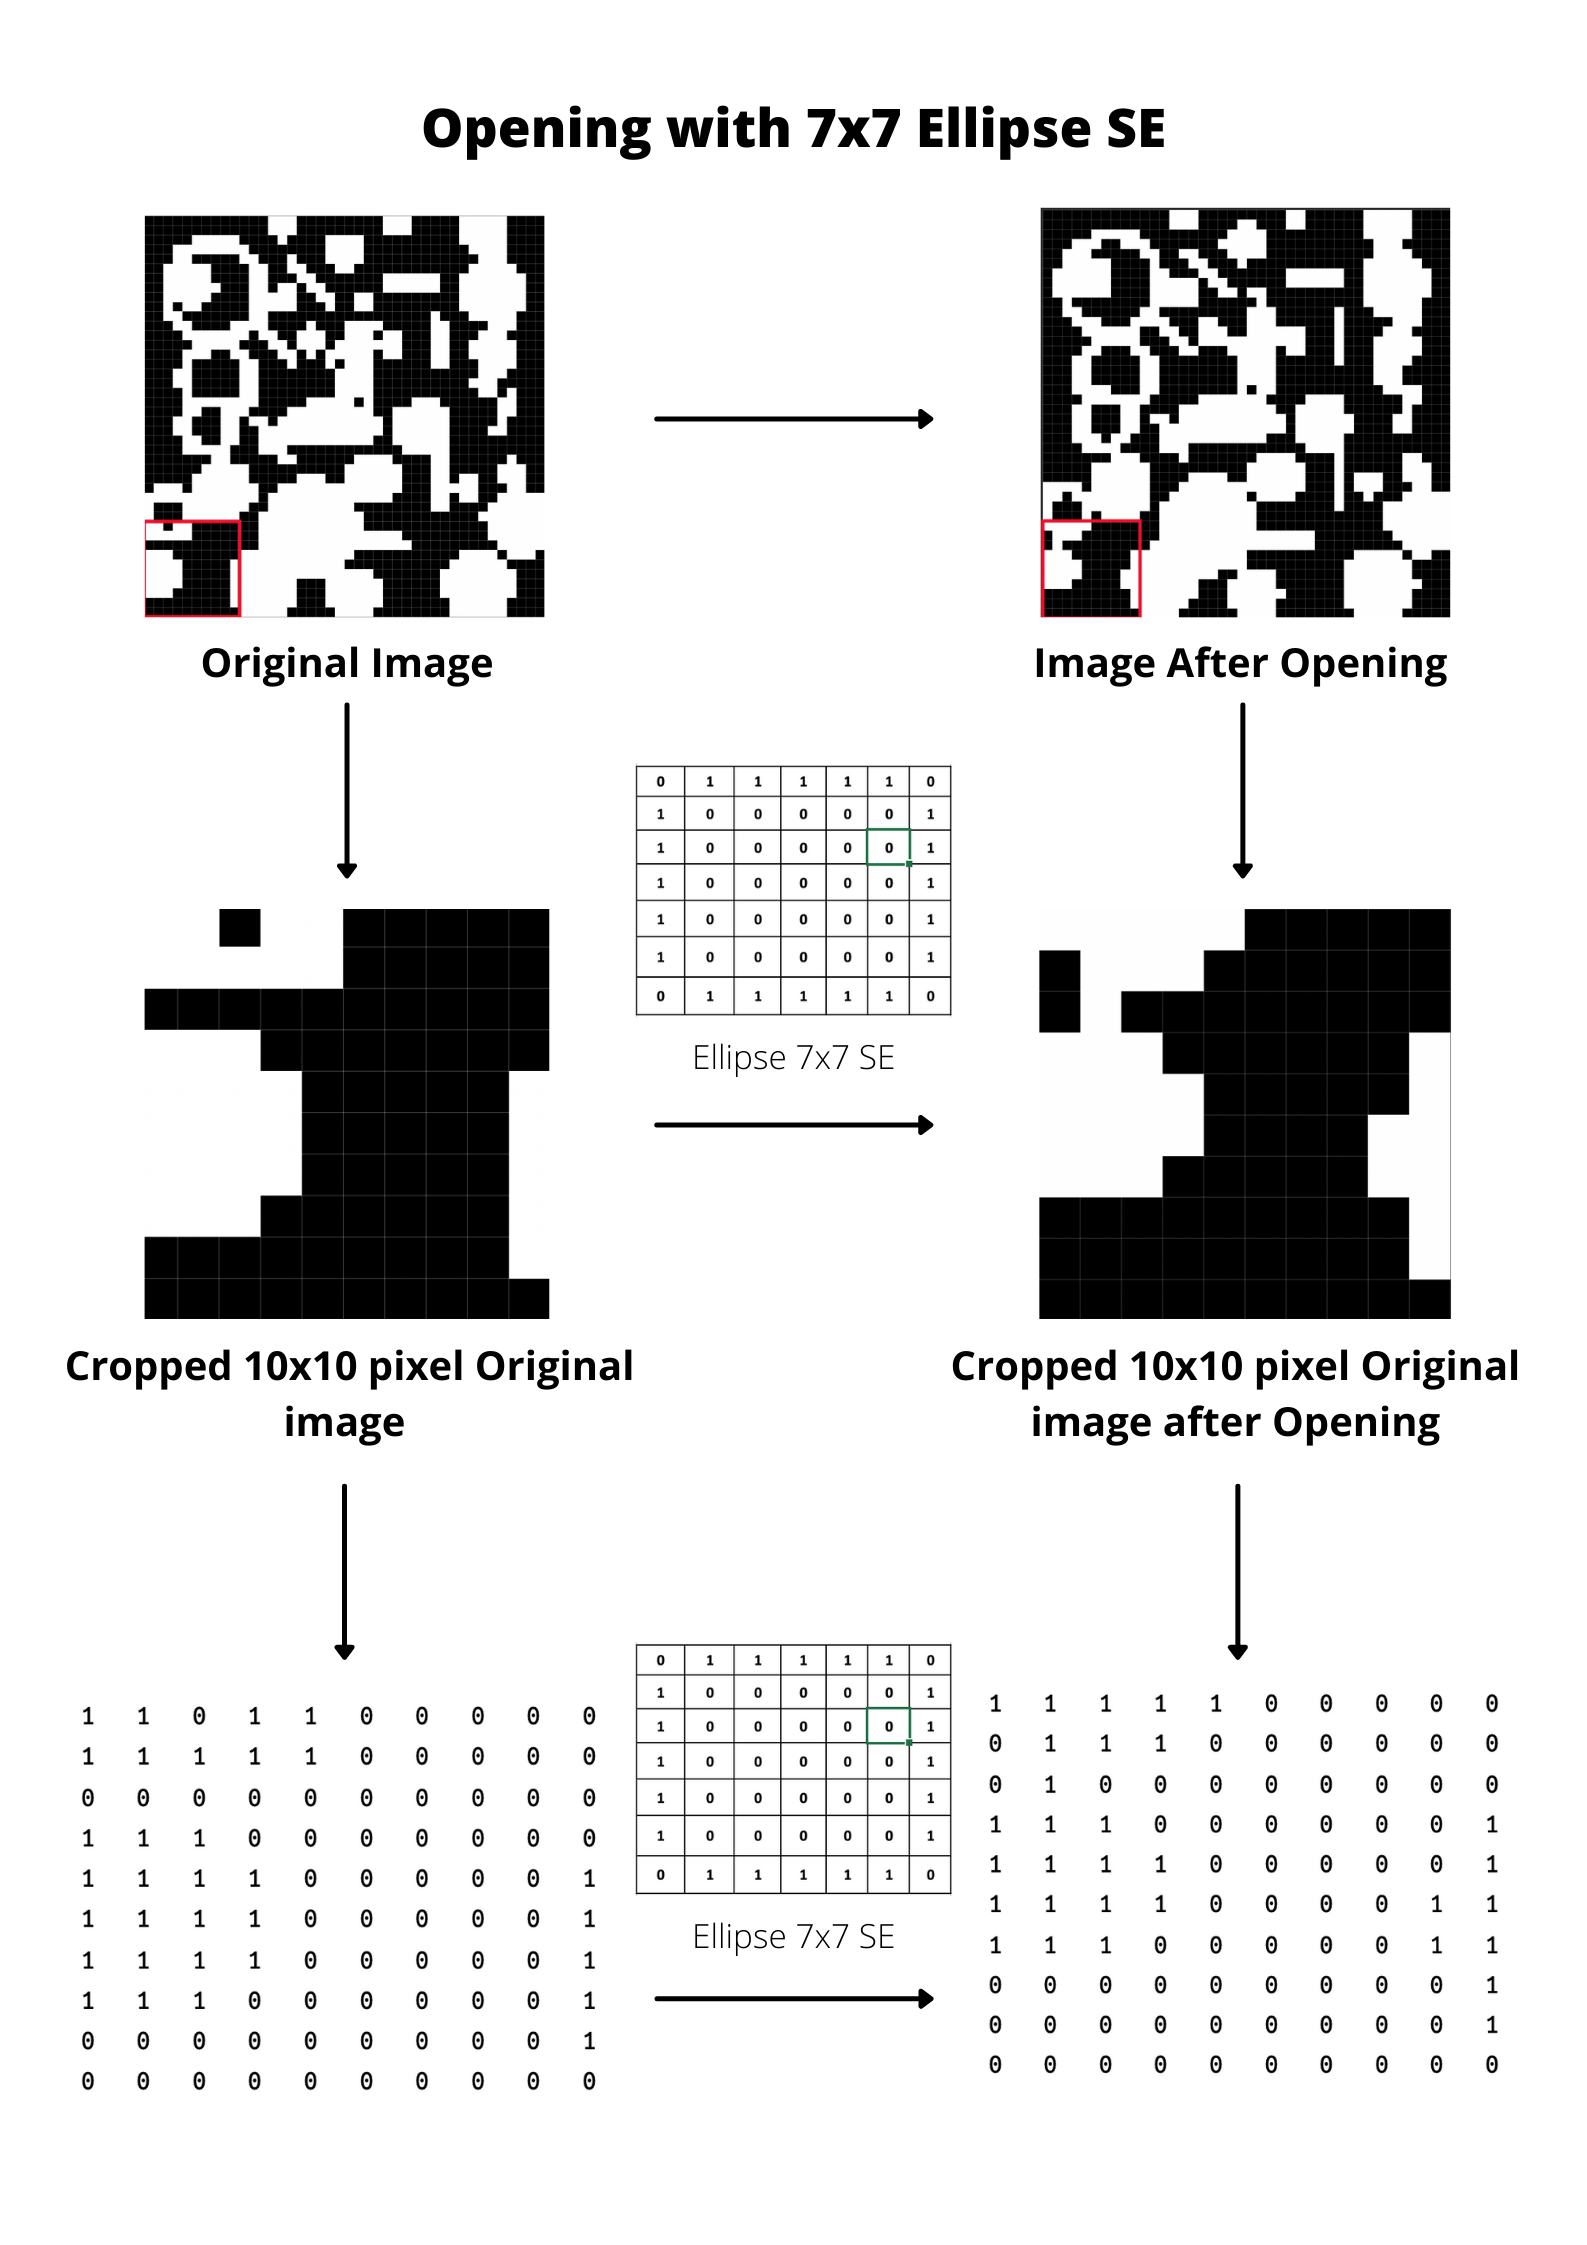 Opening with 7x7 Ellipse SE
Original Image
Image After Opening
0 1 1 1 1 1 0
1 0 0 0 0 0 1
1 0 0 0 0 0 1
1 0 0 0 0 0 1
1 0 0 0 0 0 1
1 0 0 0 0 0 1
0 1 1 1 1 1 0
Ellipse 7x7 SE
Cropped 10x10 pixel Original
image
Cropped 10x10 pixel Original
image after Opening
1 1 0 1 1 0 0 0 0 0
1 1 1 1 1 0 0 0 0 0
0 0 0 0 0 0 0 0 0 0
1 1 1 0 0 0 0 0 0 0
1 1 1 1 0 0 0 0 0 1
1 1 1 1 0 0 0 0 0 1
1 1 1 1 0 0 0 0 0 1
1 1 1 0 0 0 0 0 0 1
0 0 0 0 0 0 0 0 0 1
0 0 0 0 0 0 0 0 0 0
0 1 1 1 1 1 0
1 0 0 0 0 0 1
1 0 0 0 0 0 1
1 0 0 0 0 0 1
1 0 0 0 0 0 1
1 0 0 0 0 0 1
0 1 1 1 1 1 0
Ellipse 7x7 SE
1 1 1 1 1 0 0 0 0 0
0 1 1 1 0 0 0 0 0 0
0 1 0 0 0 0 0 0 0 0
1 1 1 0 0 0 0 0 0 1
1 1 1 1 0 0 0 0 0 1
1 1 1 1 0 0 0 0 1 1
1 1 1 0 0 0 0 0 1 1
0 0 0 0 0 0 0 0 0 1
0 0 0 0 0 0 0 0 0 1
0 0 0 0 0 0 0 0 0 0